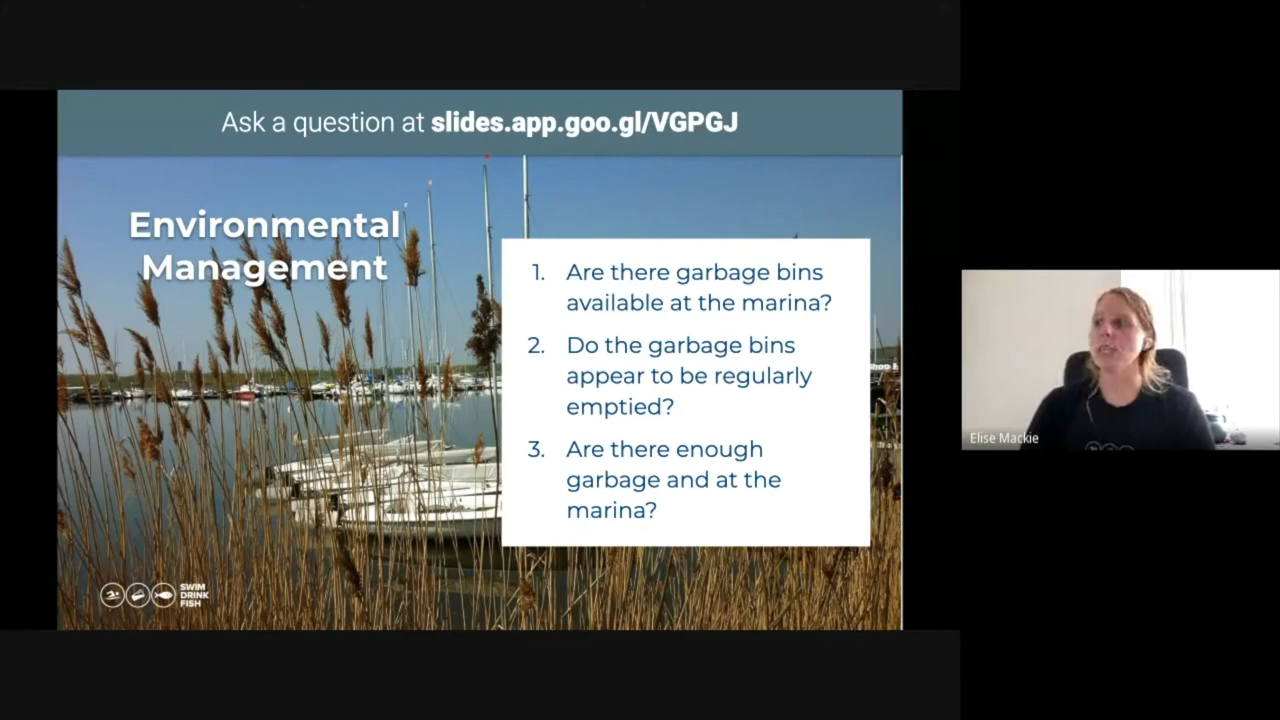 Ask a question at slides.app.goo.gl/VGPGJ
Environmental
Management
1. Are there garbage bins
available at the marina?
2. Do the garbage bins
appear to be regularly
emptied?
3. Are there enough
garbage and at the
marina?
SWIM
DRINK
FISH
Elise Mackie